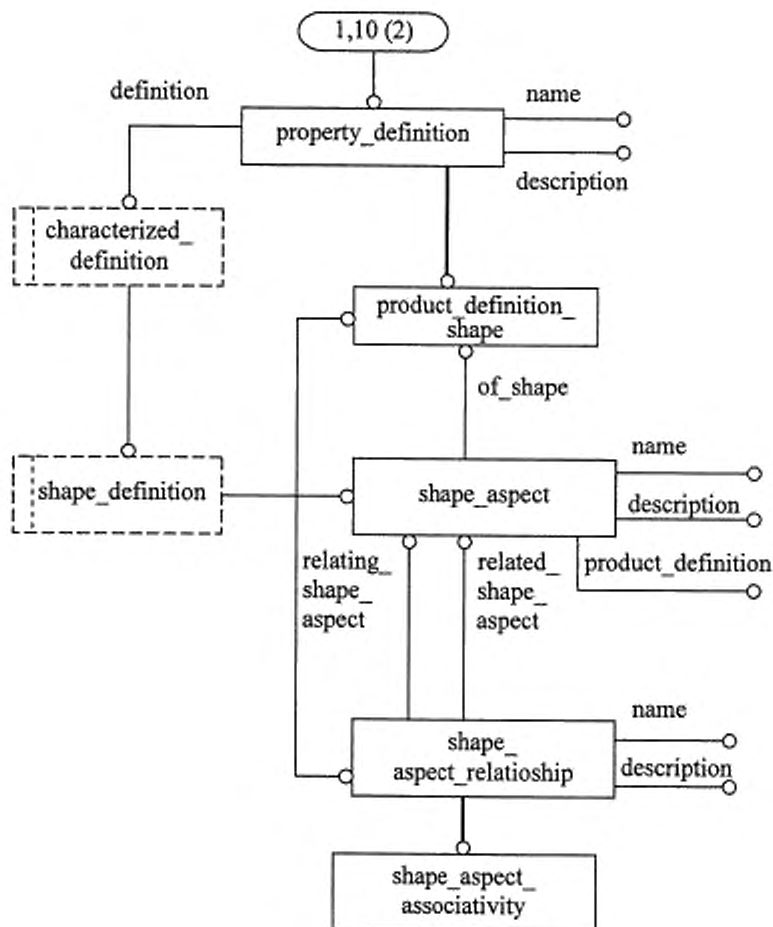 1,10 (2)
definition
name
property_definition
description
characterized_
definition
product_definition_
shape
of_shape
name
shape_definition
shape_aspect
description
relating_
shape_
aspect
related_
shape_
aspect
product_definition
name
shape_
aspect_relatioship
description
shape_aspect_
associativity